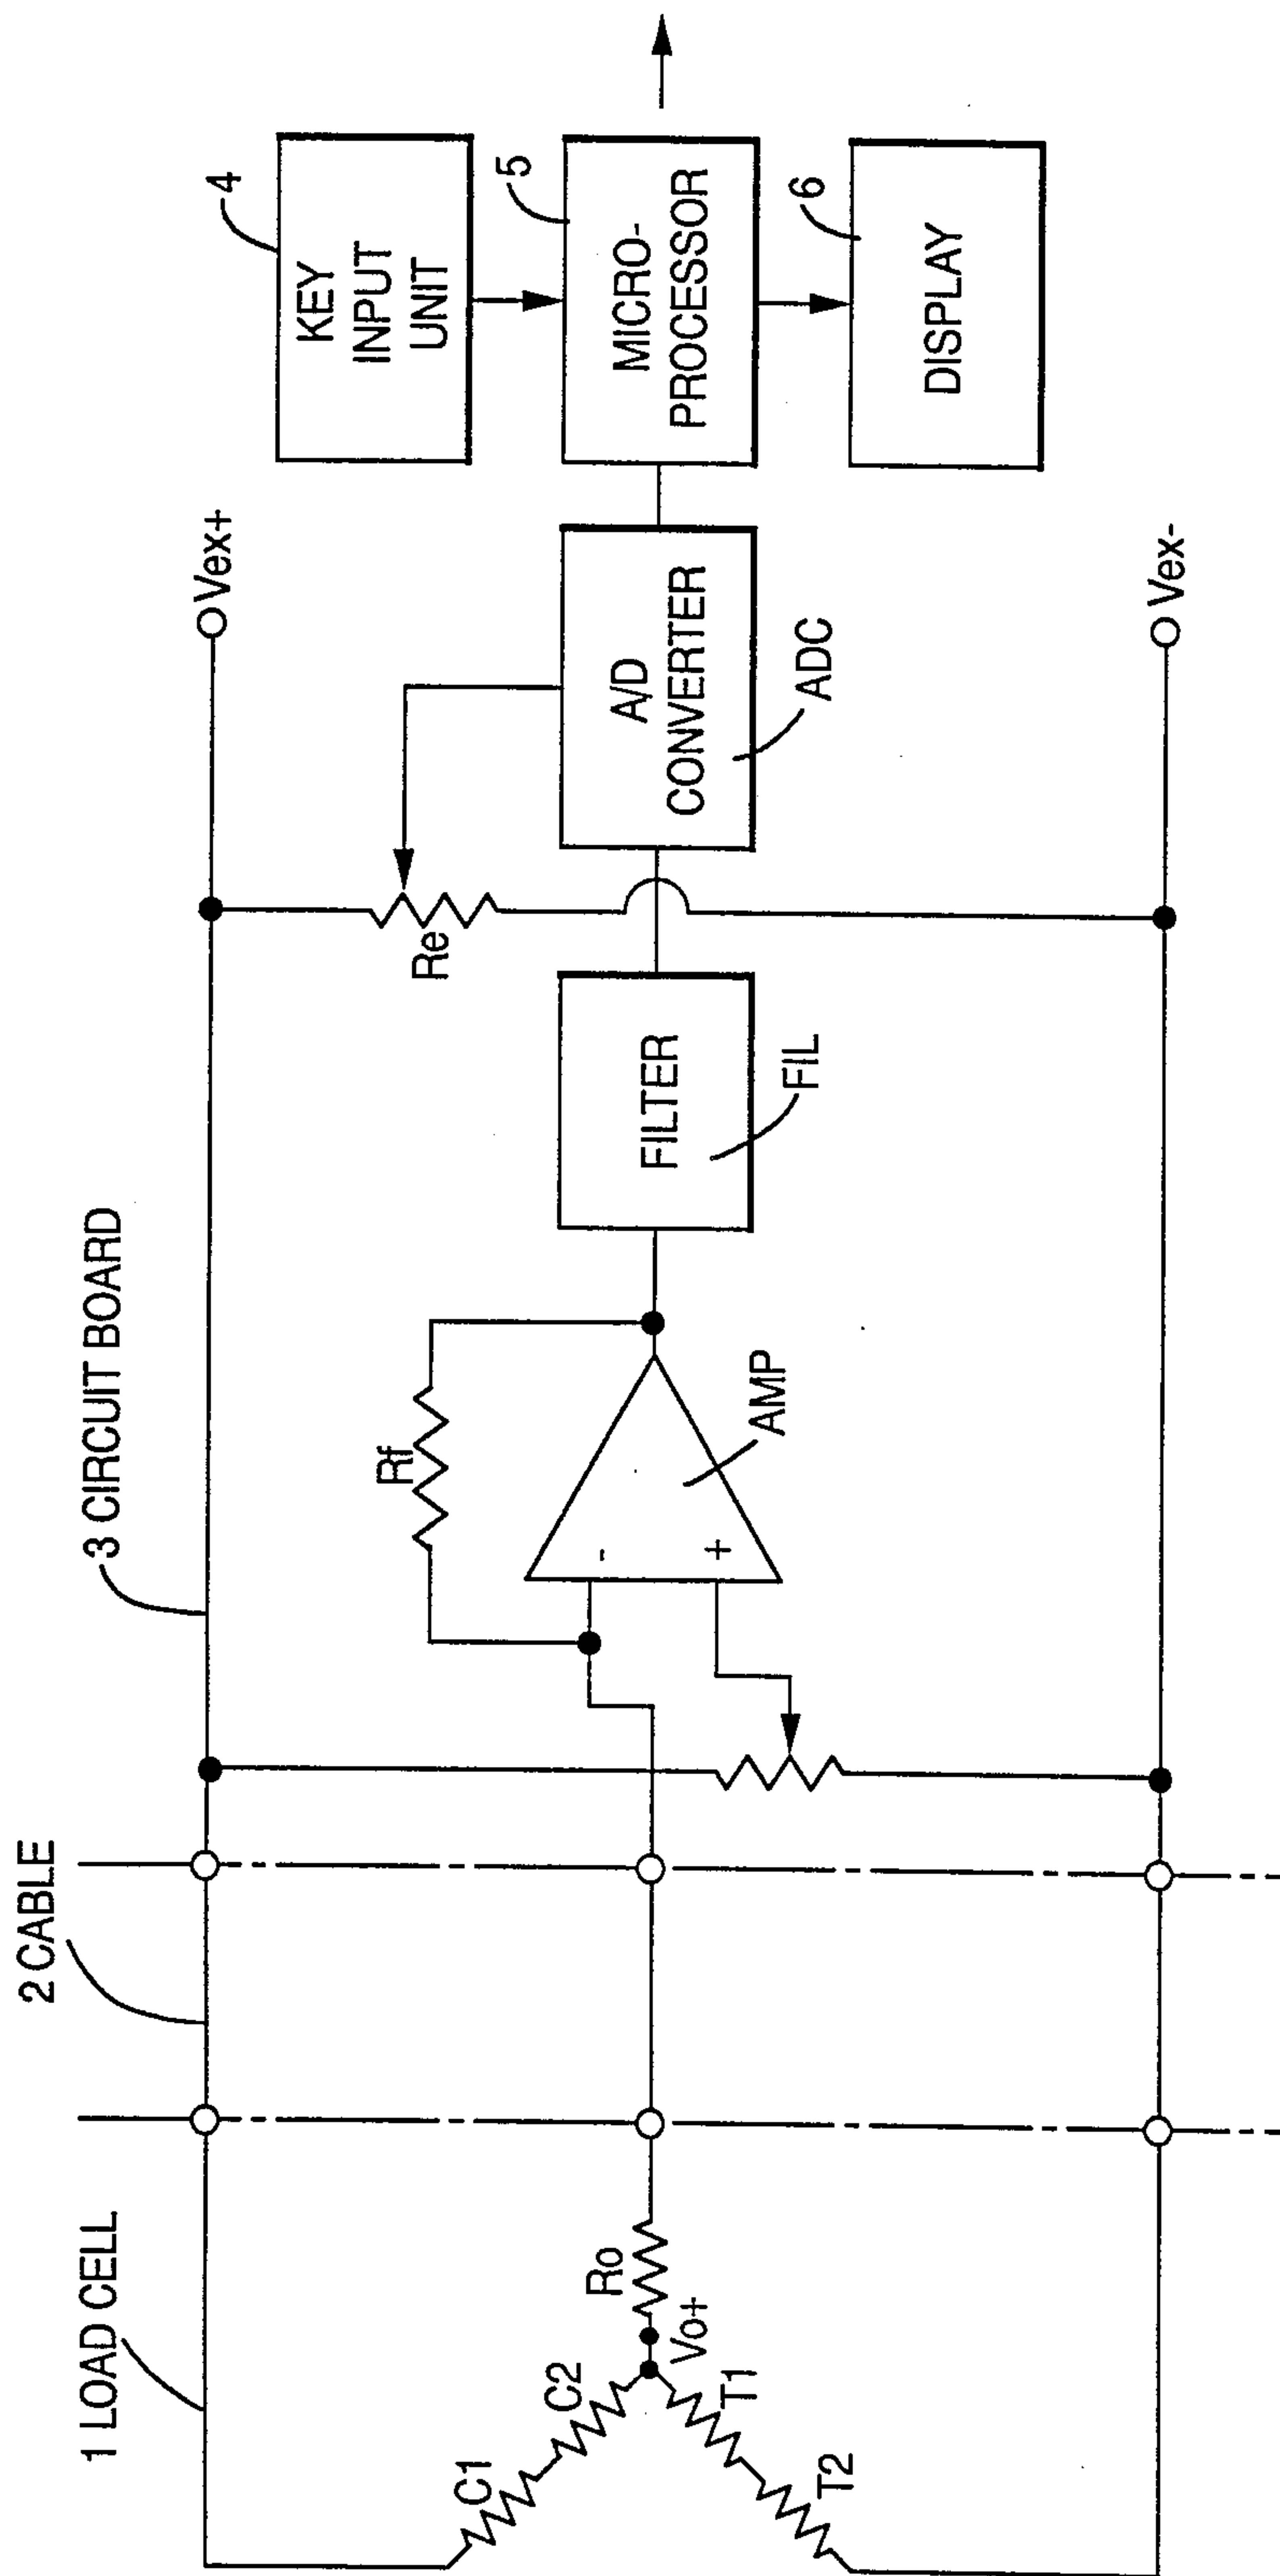 1 LOAD CELL
2 CABLE
3 CIRCUIT BOARD
C1
C2
T1
T2
Vo+
Ro
Rf
-
+
AMP
FILTER
FIL
Re
Vex+
Vex-
A/D
CONVERTER
ADC
KEY
INPUT
UNIT
4
MICRO-
PROCESSOR
5
DISPLAY
6